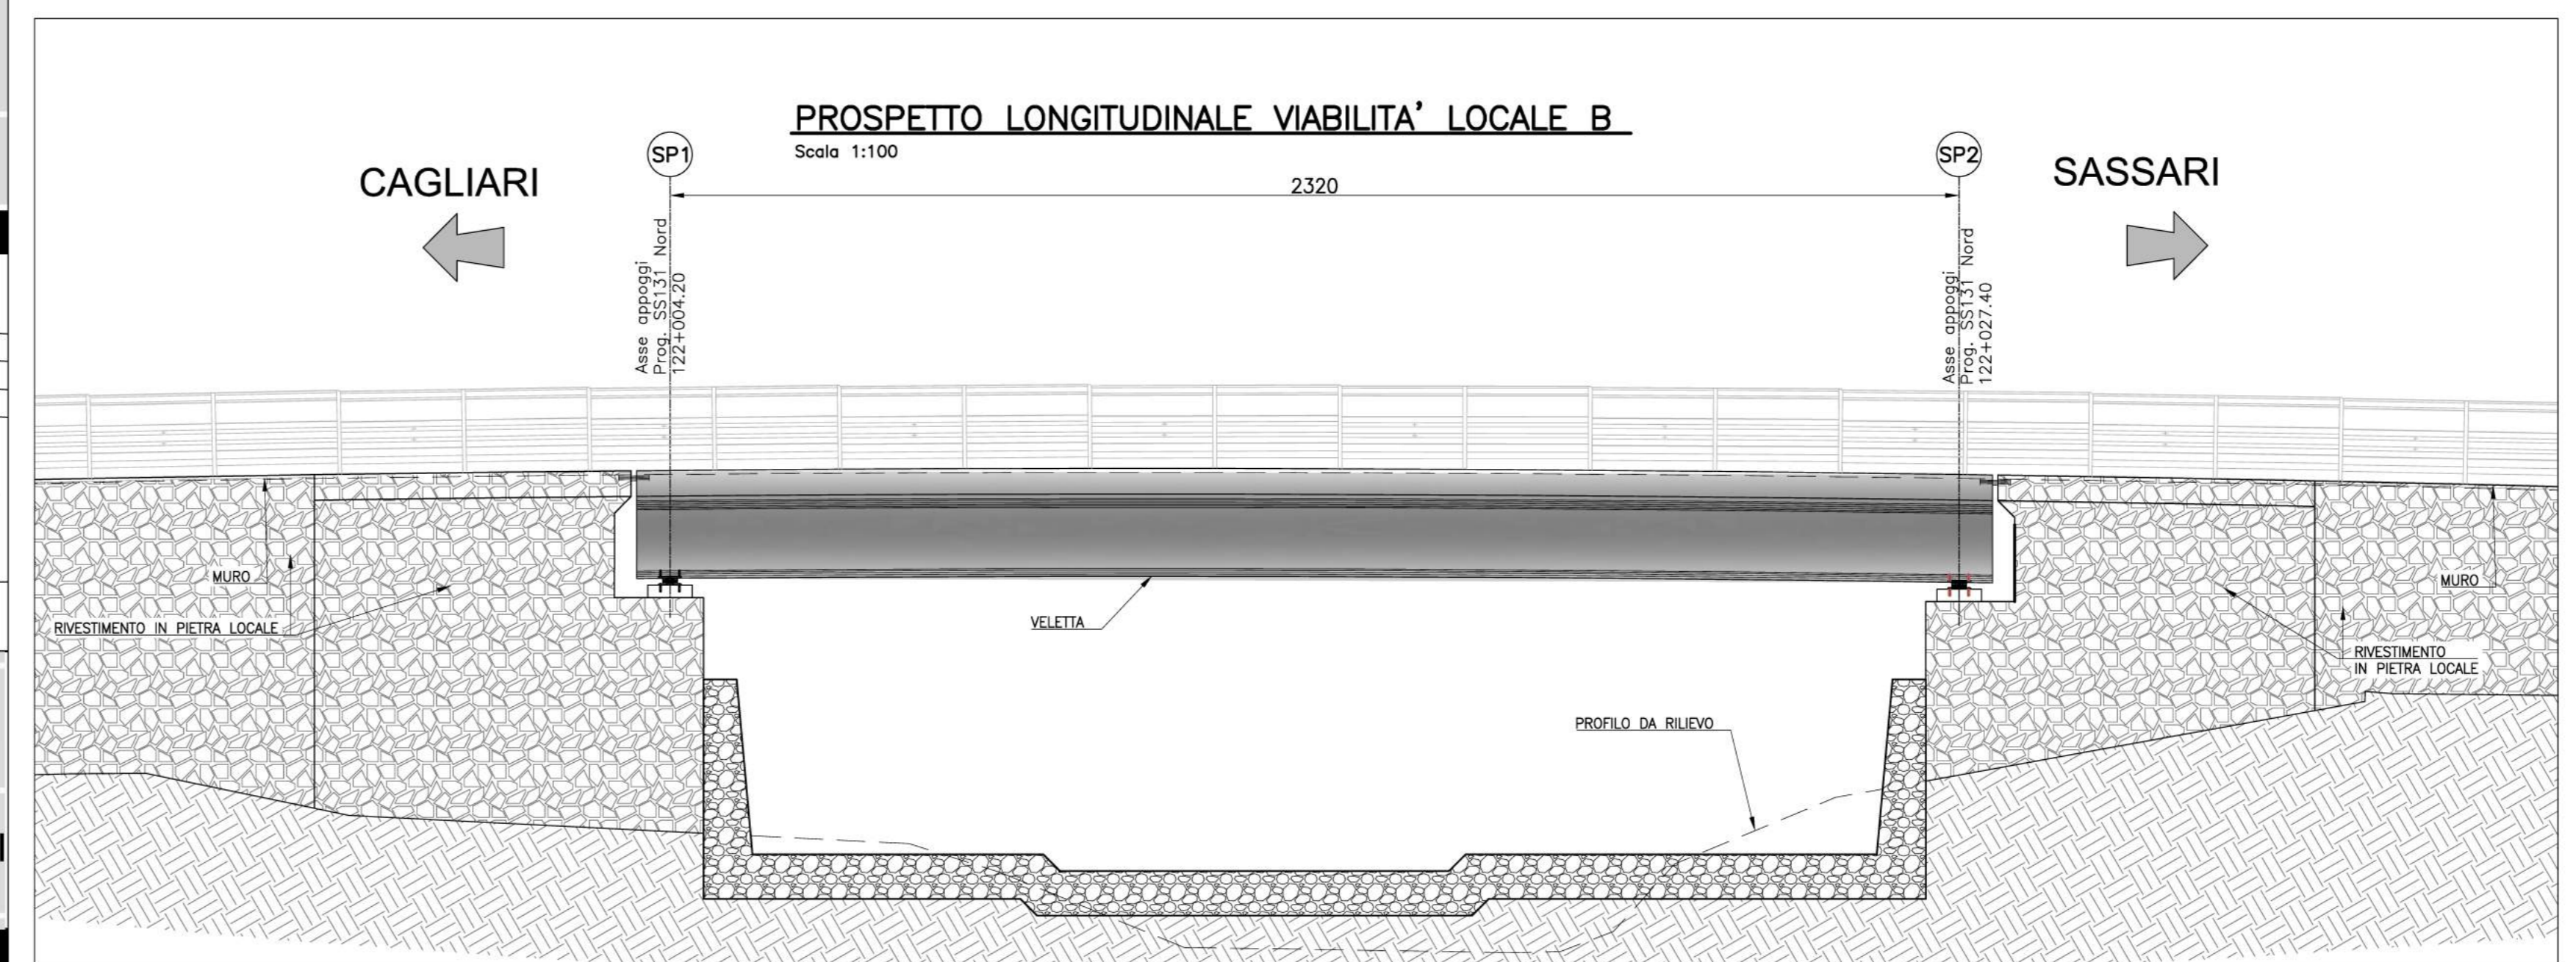 PROSPETTO LONGITUDINALE VIABILITA' LOCALE B
Scala 1:100
SP1
SP2
CAGLIARI
SASSARI
2320
Asse appoggi
Prog. SS131 Nord
122+004.20
Asse appoggi
Prog. SS131 Nord
122+027.40
MURO
RIVESTIMENTO IN PIETRA LOCALE
VELETTA
PROFILO DA RILIEVO
MURO
RIVESTIMENTO
IN PIETRA LOCALE